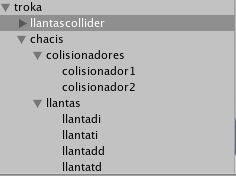 troka
llantascollider
chacis
colisionadores
colisionador1
colisionador2
llantas
llantadi
llantati
llantadd
llantatd